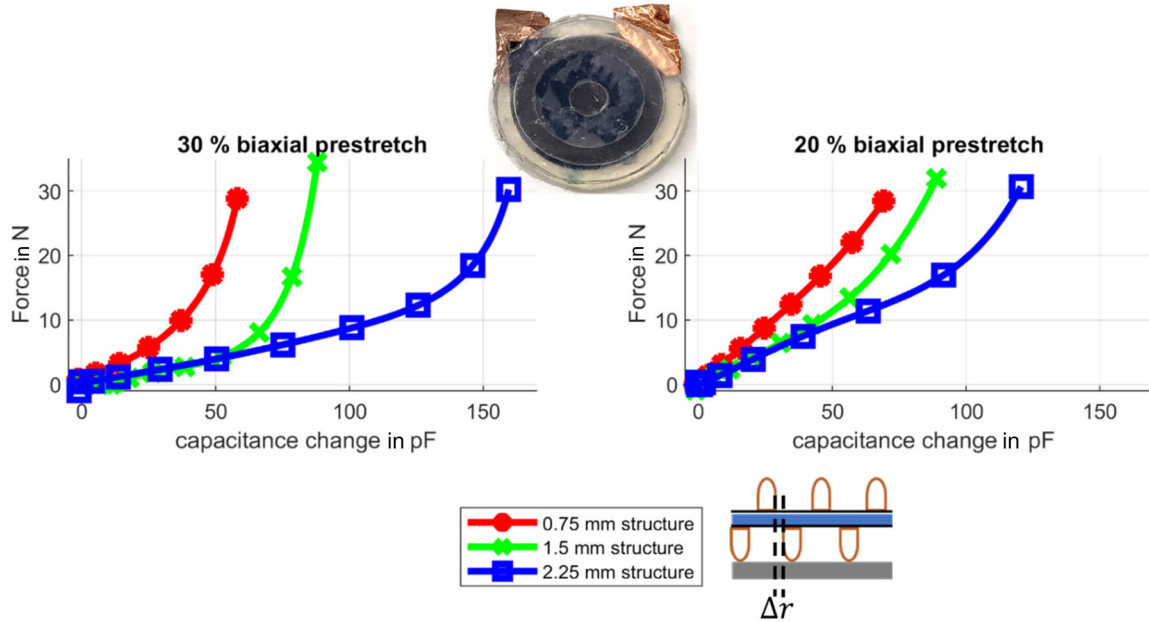 30 % biaxial prestretch
20 % biaxial prestretch
Force in N
30
20
10
0
0
50
100
150
capacitance change in pF
Force in N
30
20
10
0
0
50
100
150
capacitance change in pF
0.75 mm structure
1.5 mm structure
2.25 mm structure
Δr